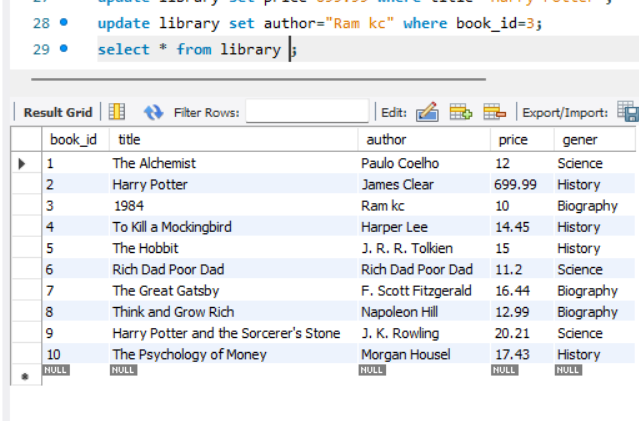 27 update library set price=699.99 where title="Harry Potter";
28 update library set author="Ram kc" where book_id=3;
29 select * from library ;
Result Grid Filter Rows: Edit: Export/Import:
book_id title author price gener
1 The Alchemist Paulo Coelho 12 Science
2 Harry Potter James Clear 699.99 History
3 1984 Ram kc 10 Biography
4 To Kill a Mockingbird Harper Lee 14.45 History
5 The Hobbit J. R. R. Tolkien 15 History
6 Rich Dad Poor Dad Rich Dad Poor Dad 11.2 Science
7 The Great Gatsby F. Scott Fitzgerald 16.44 Biography
8 Think and Grow Rich Napoleon Hill 12.99 Biography
9 Harry Potter and the Sorcerer's Stone J. K. Rowling 20.21 Science
10 The Psychology of Money Morgan Housel 17.43 History
NULL NULL NULL NULL NULL